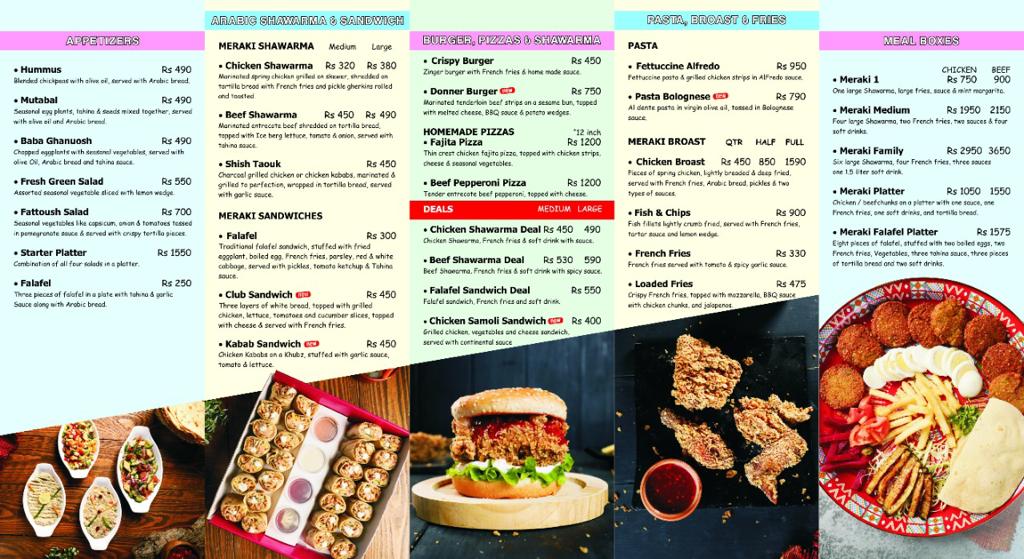 APPETIZERS
• Hummus Rs 490
Blended chickpeas with olive oil, served with Arabic bread.
• Mutabal Rs 490
Seasonal egg plants, tahina & seeds mixed together, served
with olive oil and Arabic bread.
• Baba Ghanuosh Rs 490
Chopped eggplants with seasonal vegetables, served with
olive Oil, Arabic bread and tahina sauce.
• Fresh Green Salad Rs 550
Assorted seasonal vegetable sliced with lemon wedge.
• Fattoush Salad Rs 700
Seasonal vegetables like capsicum, onion & tomatoes tossed
in pomegranate sauce & served with crispy tortilla pieces.
• Starter Platter Rs 1550
Combination of all four salads in a platter.
• Falafel Rs 250
Three pieces of falafel in a plate with tahina & garlic
Sauce along with Arabic bread.
ARABIC SHAWARMA & SANDWICH
MERAKI SHAWARMA Medium Large
• Chicken Shawarma Rs 320 Rs 380
Marinated spring chicken grilled on skewer, shredded on
tortilla bread with French fries and pickle gherkins rolled
and toasted.
• Beef Shawarma Rs 450 Rs 490
Marinated entrecote beef shredded on tortilla bread,
topped with Ice berg lettuce, tomato & onion, served with
tahina sauce.
• Shish Taouk Rs 450
Charcoal grilled chicken or chicken kababs, marinated &
grilled to perfection, wrapped in tortilla bread, served
with garlic sauce.
MERAKI SANDWICHES
• Falafel Rs 300
Traditional falafel sandwich, stuffed with fried
eggplant, boiled egg, French fries, parsley, red & white
cabbage, served with pickles, tomato ketchup & Tahina
sauce.
• Club Sandwich new Rs 450
Three layers of white bread, topped with grilled
chicken, lettuce, tomatoes and cucumber slices, topped
with cheese & served with French fries.
• Kabab Sandwich new Rs 450
Chicken Kababs on a Khubz, stuffed with garlic sauce,
tomato & lettuce.
BURGER, PIZZAS & SHAWARMA
• Crispy Burger Rs 450
Zinger burger with French fries & home made sauce.
• Donner Burger new Rs 750
Marinated tenderloin beef strips on a sesame bun, topped
with melted cheese, BBQ sauce & potato wedges.
HOMEMADE PIZZAS "12 inch
• Fajita Pizza Rs 1200
Thin crest chicken fajita pizza, topped with chicken strips,
cheese & seasonal vegetables.
• Beef Pepperoni Pizza Rs 1200
Tender entrecote beef pepperoni, topped with cheese.
DEALS MEDIUM LARGE
• Chicken Shawarma Deal Rs 450 490
Chicken Shawarma, French fries & soft drink with sauce.
• Beef Shawarma Deal Rs 530 590
Beef Shawarma, French fries & soft drink with spicy sauce.
• Falafal Sandwich Deal Rs 550
Falafel sandwich, French fries and soft drink.
• Chicken Samoli Sandwich new Rs 400
Grilled chicken, vegetables and cheese sandwich,
served with continental sauce
PASTA, BROAST & FRIES
PASTA
• Fettuccine Alfredo Rs 950
Fettuccine pasta & grilled chicken strips in Alfredo sauce.
• Pasta Bolognese new Rs 790
Al dente pasta in virgin olive oil, tossed in Bolognese
sauce.
MERAKI BROAST QTR HALF FULL
• Chicken Broast Rs 450 850 1590
Pieces of spring chicken, lightly breaded & deep fried,
served with French fries, Arabic bread, pickles & two
types of sauces.
• Fish & Chips Rs 900
Fish fillets lightly crumb fried, served with French fries,
tartar sauce and lemon wedge.
• French Fries Rs 330
French fries served with tomato & spicy garlic sauce.
• Loaded Fries Rs 475
Crispy French fries, topped with mozzarella, BBQ sauce
with chicken chunks, and jalapenos.
MEAL BOXES
CHICKEN BEEF
• Meraki 1 Rs 750 900
One large Shawarma, large fries, sauce & mint margarita.
• Meraki Medium Rs 1950 2150
Four large Shawarma, two French fries, two sauces & four
soft drinks.
• Meraki Family Rs 2950 3650
Six large Shawarma, four French fries, three sauces
one 1.5 liter soft drink.
• Meraki Platter Rs 1050 1550
Chicken / beefchunks on a platter with one sauce, one
French fries, one soft drinks, and tortilla bread.
• Meraki Falafel Platter Rs 1575
Eight pieces of falafel, stuffed with two boiled eggs, two
French fries, Vegetables, three tahina sauce, three pieces
of tortilla bread and two soft drinks.